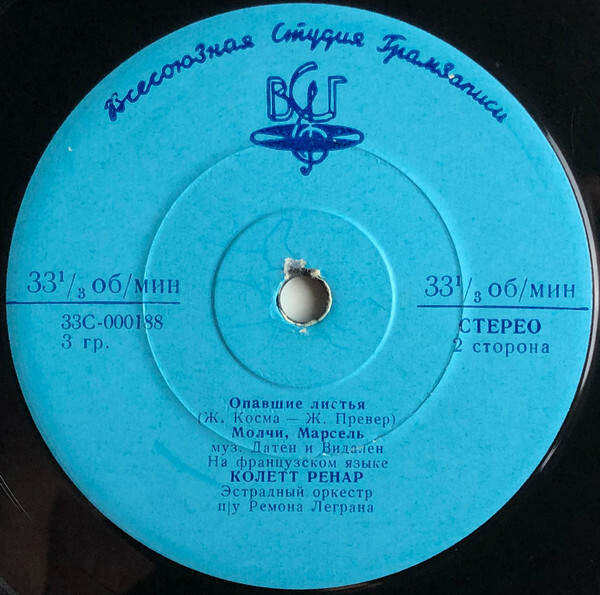 Всесоюзная Студия Грамзаписи
ВСГ
33¹/₃ об/мин
33С-000188
3 гр.
33¹/₃ об/мин
СТЕРЕО
2 сторона
Опавшие листья
(Ж. Косма — Ж. Превер)
Молчи, Марсель
муз. Датен и Видален
На французском языке
КОЛЕТТ РЕНАР
Эстрадный оркестр
п/у Ремона Леграна